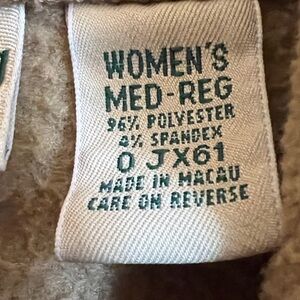 WOMEN'S
MED-REG
96% POLYESTER
4% SPANDEX
0 JX61
MADE IN MACAU
CARE ON REVERSE